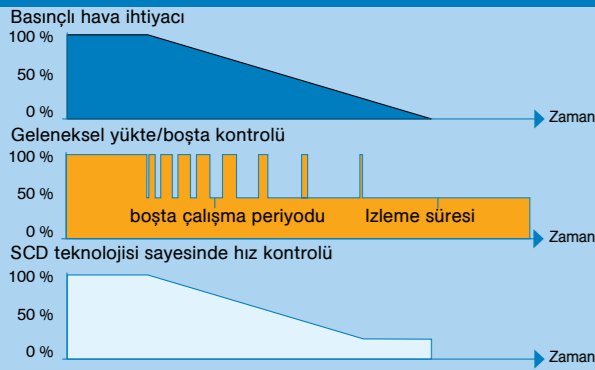 Basınçlı hava ihtiyacı
100 %
50 %
0 %
Zaman
Geleneksel yükte/boşta kontrolü
100 %
50 %
boşta çalışma periyodu Izleme süresi
0 %
Zaman
SCD teknolojisi sayesinde hız kontrolü
100 %
50 %
0 %
Zaman